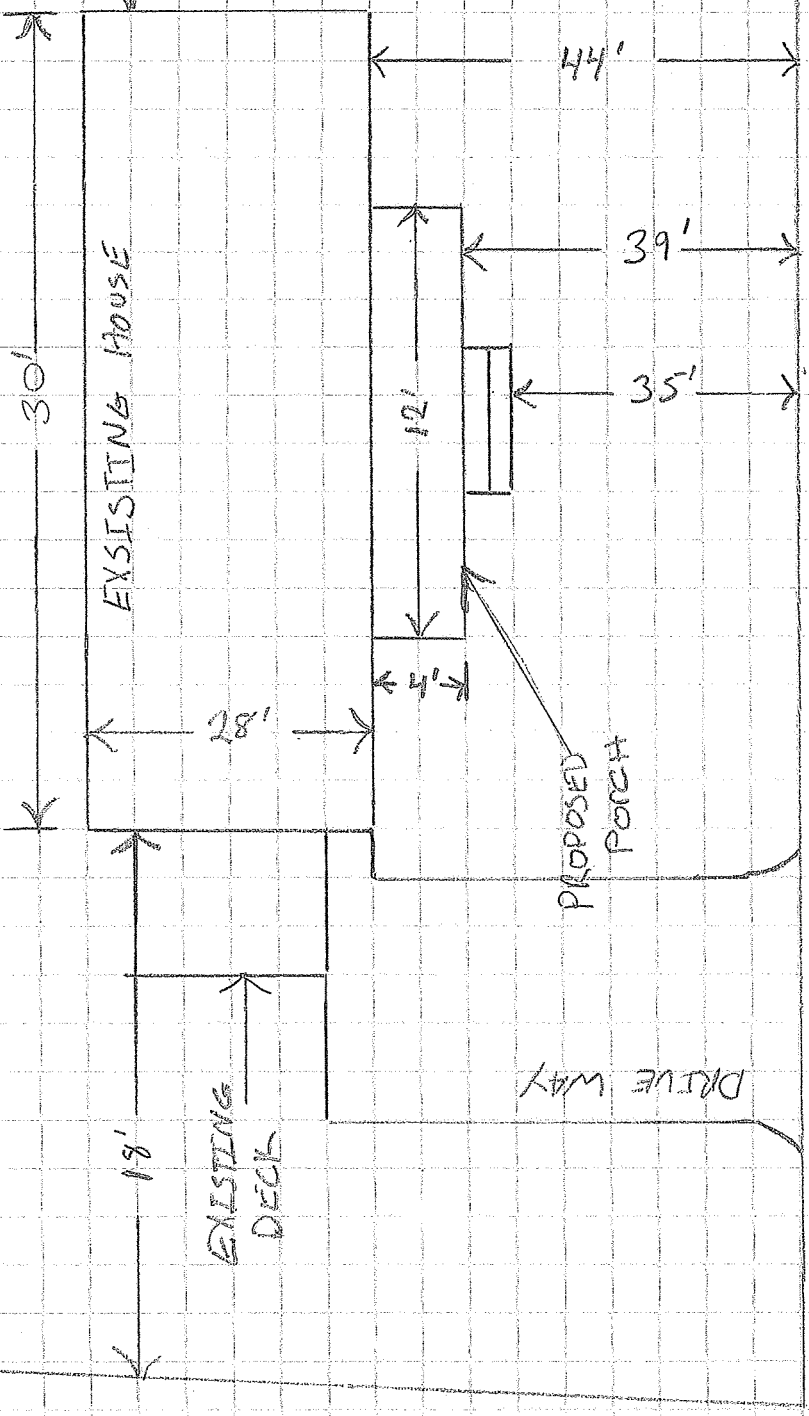 44'
39'
30'
EXSISTING HOUSE
35'
12'
4'
28'
PROPOSED
PORCH
DRIVE WAY
18'
EXISTING
DECK